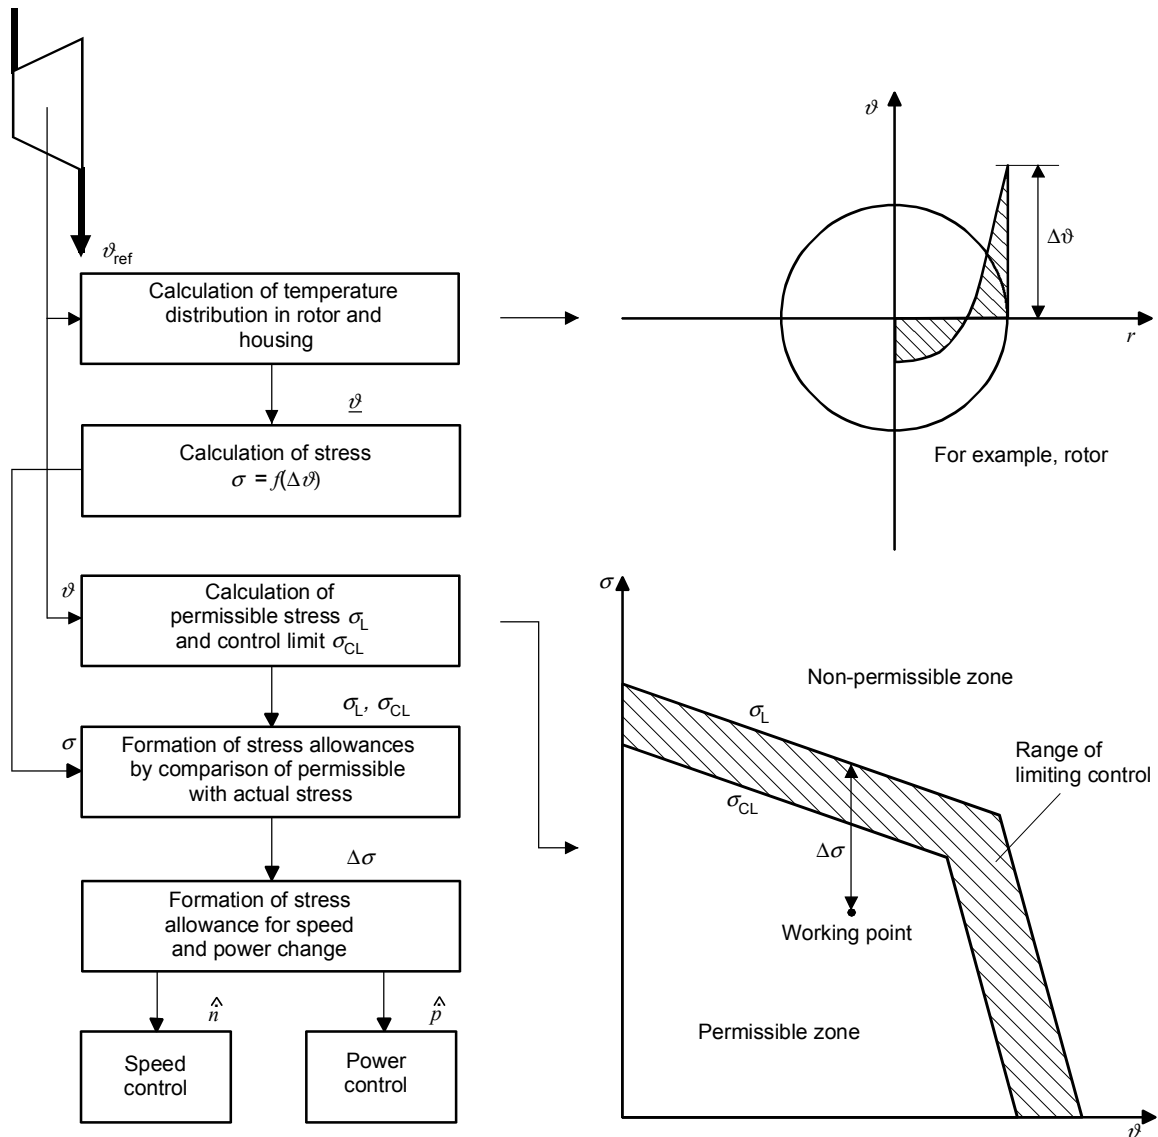 ϑref
Calculation of temperature
distribution in rotor and
housing
ϑ
Calculation of stress
σ = f(Δϑ)
ϑ
Calculation of
permissible stress σL
and control limit σCL
σL, σCL
σ
Formation of stress allowances
by comparison of permissible
with actual stress
Δσ
Formation of stress
allowance for speed
and power change
n̂̇
p̂̇
Speed
control
Power
control
ϑ
Δϑ
r
For example, rotor
σ
Non-permissible zone
σL
Range of
limiting control
σCL
Δσ
Working point
Permissible zone
ϑ